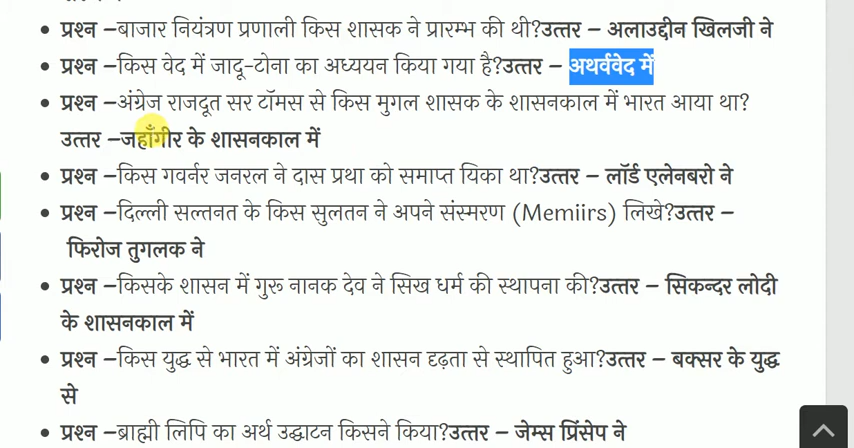 प्रश्न –बाजार नियंत्रण प्रणाली किस शासक ने प्रारम्भ की थी?उत्तर – अलाउद्दीन खिलजी ने
प्रश्न –किस वेद में जादू-टोना का अध्ययन किया गया है?उत्तर – अथर्ववेद में
प्रश्न –अंग्रेज राजदूत सर टॉमस से किस मुगल शासक के शासनकाल में भारत आया था?
उत्तर –जहाँगीर के शासनकाल में
प्रश्न –किस गवर्नर जनरल ने दास प्रथा को समाप्त यिका था?उत्तर – लॉर्ड एलेनबरो ने
प्रश्न –दिल्ली सल्तनत के किस सुलतन ने अपने संस्मरण (Memiirs) लिखे?उत्तर –
फिरोज तुगलक ने
प्रश्न –किसके शासन में गुरू नानक देव ने सिख धर्म की स्थापना की?उत्तर – सिकन्दर लोदी
के शासनकाल में
प्रश्न –किस युद्ध से भारत में अंग्रेजों का शासन दृढ़ता से स्थापित हुआ?उत्तर – बक्सर के युद्ध
से
प्रश्न –ब्राह्मी लिपि का अर्थ उद्घाटन किसने किया?उत्तर – जेम्स प्रिंसेप ने